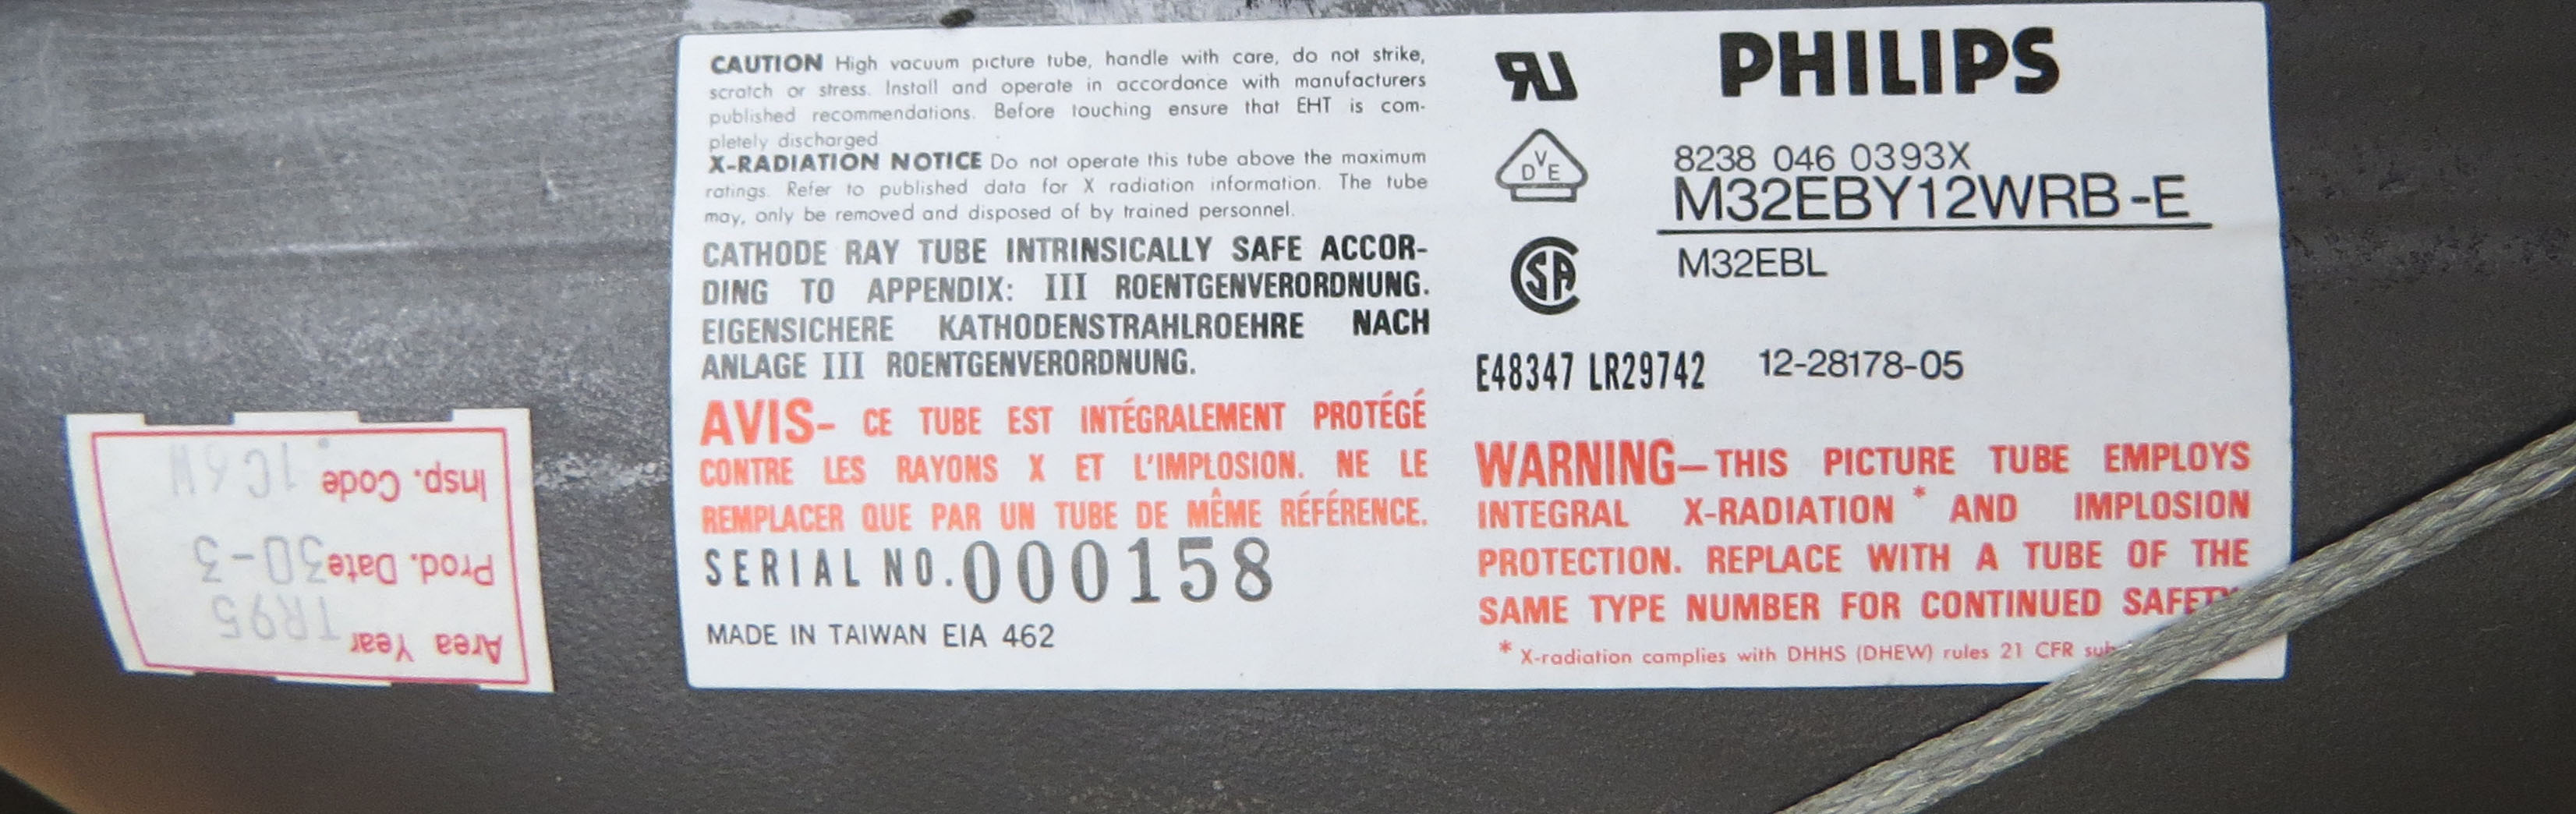 CAUTION High vacuum picture tube, handle with care, do not strike,
scratch or stress. Install and operate in accordance with manufacturers
published recommendations. Before touching ensure that EHT is com-
pletely discharged
X-RADIATION NOTICE Do not operate this tube above the maximum
ratings. Refer to published data for X radiation information. The tube
may, only be removed and disposed of by trained personnel.
CATHODE RAY TUBE INTRINSICALLY SAFE ACCOR-
DING TO APPENDIX: III ROENTGENVERORDNUNG.
EIGENSICHERE KATHODENSTRAHLROEHRE NACH
ANLAGE III ROENTGENVERORDNUNG.
AVIS- CE TUBE EST INTÉGRALEMENT PROTÉGÉ
CONTRE LES RAYONS X ET L'IMPLOSION. NE LE
REMPLACER QUE PAR UN TUBE DE MÊME RÉFÉRENCE.
SERIAL NO. 000158
MADE IN TAIWAN EIA 462
PHILIPS
8238 046 0393X
M32EBY12WRB-E
M32EBL
VDE
E48347 LR29742 12-28178-05
WARNING-THIS PICTURE TUBE EMPLOYS
INTEGRAL X-RADIATION * AND IMPLOSION
PROTECTION. REPLACE WITH A TUBE OF THE
SAME TYPE NUMBER FOR CONTINUED SAFETY
* X-radiation complies with DHHS (DHEW) rules 21 CFR
Area Year TR95
Prod. Date 30-3
Insp. Code